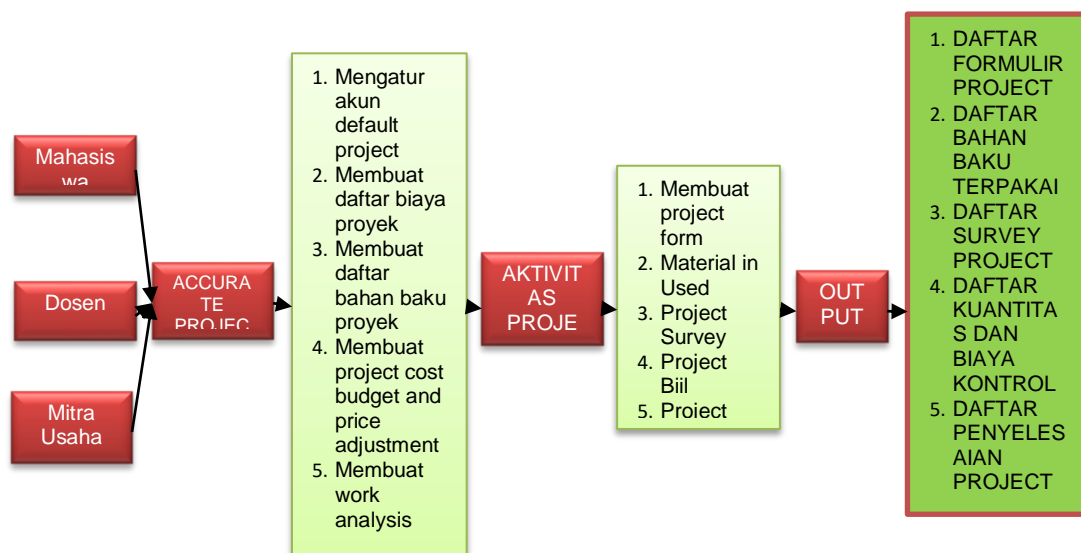 Mahasis
wa
Dosen
Mitra
Usaha
ACCURA
TE
PROJEC
1. Mengatur
akun
default
project
2. Membuat
daftar biaya
proyek
3. Membuat
daftar
bahan baku
proyek
4. Membuat
project cost
budget and
price
adjustment
5. Membuat
work
analysis
AKTIVIT
AS
PROJE
1. Membuat
project
form
2. Material in
Used
3. Project
Survey
4. Project
Biil
5. Project
OUT
PUT
1. DAFTAR
FORMULIR
PROJECT
2. DAFTAR
BAHAN
BAKU
TERPAKAI
3. DAFTAR
SURVEY
PROJECT
4. DAFTAR
KUANTITA
S DAN
BIAYA
KONTROL
5. DAFTAR
PENYELES
AIAN
PROJECT